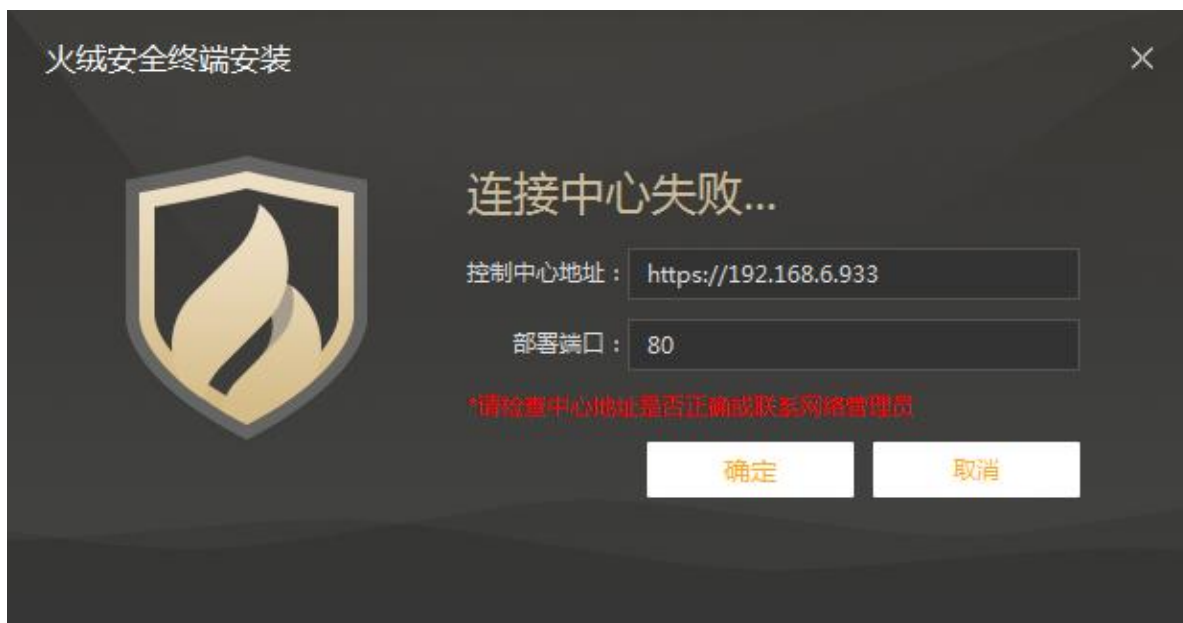 火绒安全终端安装
连接中心失败...
控制中心地址： https://192.168.6.933
部署端口： 80
*请检查中心地址是否正确或联系网络管理员
确定 取消